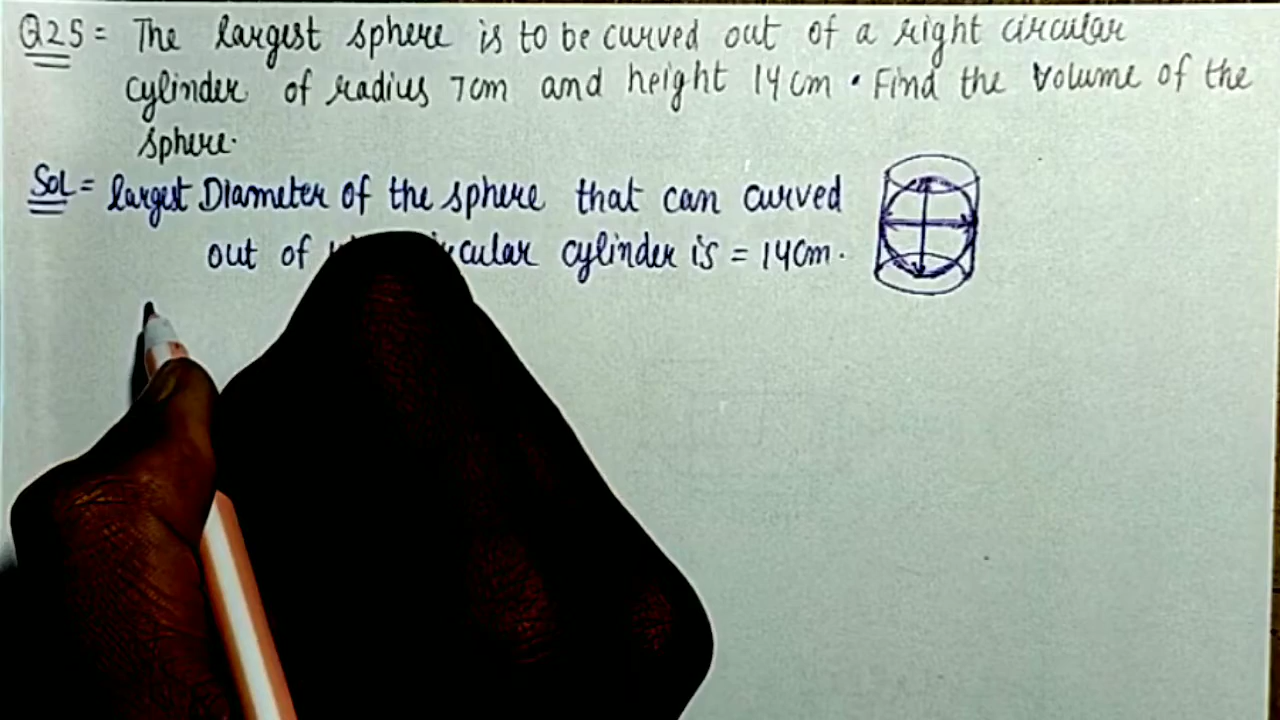 Q25 = The largest sphere is to be curved out of a right circular
cylinder of radius 7cm and height 14cm. Find the volume of the
sphere.
Sol = largest Diameter of the sphere that can curved
out of cylinder is = 14cm.